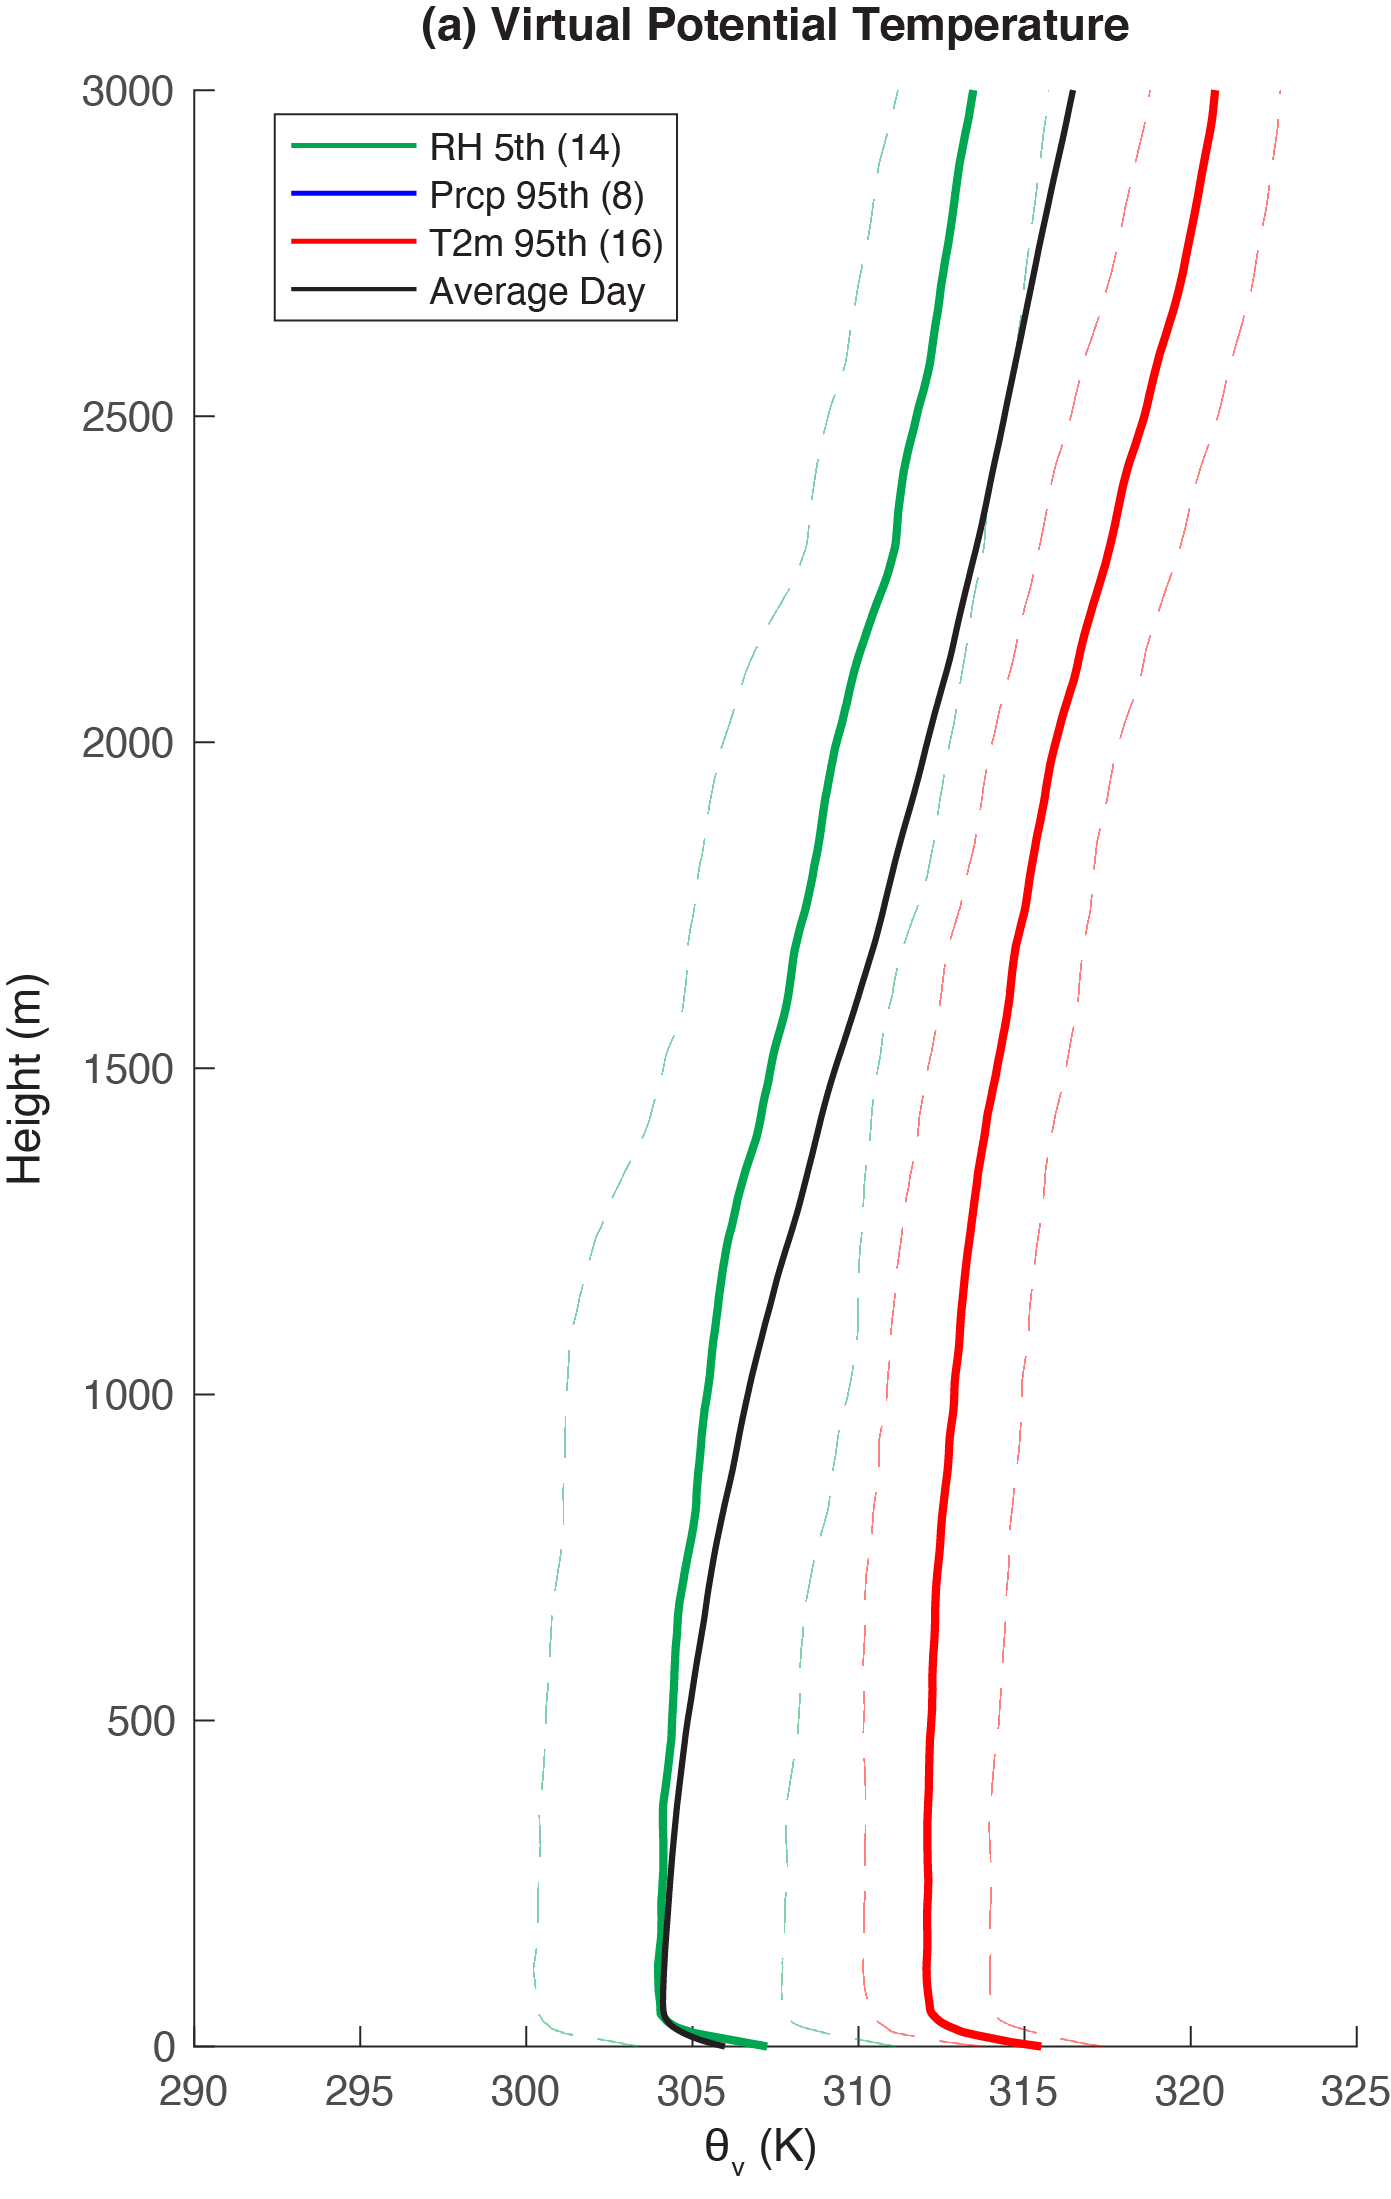 (a) Virtual Potential Temperature
3000
RH 5th (14)
Prcp 95th (8)
T2m 95th (16)
Average Day
2500
2000
1500
1000
500
0
Height (m)
290 295 300 305 310 315 320 325
θv (K)